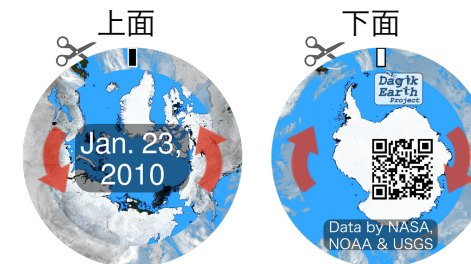 上面
下面
Jan. 23,
2010
Dagik
Earth
Project
Data by NASA,
NOAA & USGS